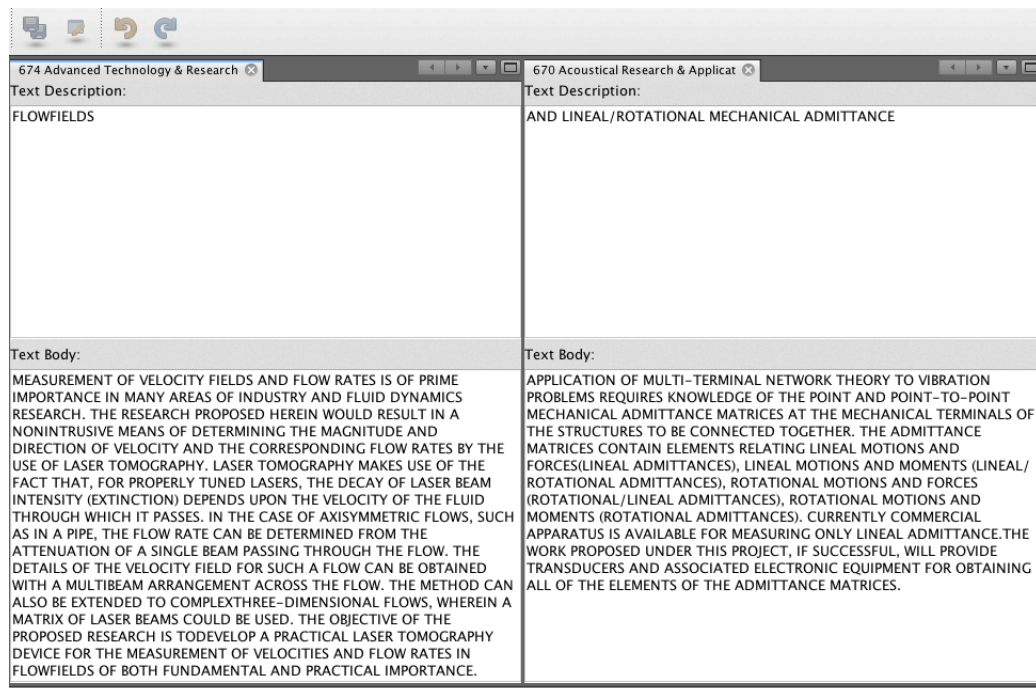 674 Advanced Technology & Research
Text Description:
FLOWFIELDS
Text Body:
MEASUREMENT OF VELOCITY FIELDS AND FLOW RATES IS OF PRIME
IMPORTANCE IN MANY AREAS OF INDUSTRY AND FLUID DYNAMICS
RESEARCH. THE RESEARCH PROPOSED HEREIN WOULD RESULT IN A
NONINTRUSIVE MEANS OF DETERMINING THE MAGNITUDE AND
DIRECTION OF VELOCITY AND THE CORRESPONDING FLOW RATES BY THE
USE OF LASER TOMOGRAPHY. LASER TOMOGRAPHY MAKES USE OF THE
FACT THAT, FOR PROPERLY TUNED LASERS, THE DECAY OF LASER BEAM
INTENSITY (EXTINCTION) DEPENDS UPON THE VELOCITY OF THE FLUID
THROUGH WHICH IT PASSES. IN THE CASE OF AXISYMMETRIC FLOWS, SUCH
AS IN A PIPE, THE FLOW RATE CAN BE DETERMINED FROM THE
ATTENUATION OF A SINGLE BEAM PASSING THROUGH THE FLOW. THE
DETAILS OF THE VELOCITY FIELD FOR SUCH A FLOW CAN BE OBTAINED
WITH A MULTIBEAM ARRANGEMENT ACROSS THE FLOW. THE METHOD CAN
ALSO BE EXTENDED TO COMPLEXTHREE-DIMENSIONAL FLOWS, WHEREIN A
MATRIX OF LASER BEAMS COULD BE USED. THE OBJECTIVE OF THE
PROPOSED RESEARCH IS TODEVELOP A PRACTICAL LASER TOMOGRAPHY
DEVICE FOR THE MEASUREMENT OF VELOCITIES AND FLOW RATES IN
FLOWFIELDS OF BOTH FUNDAMENTAL AND PRACTICAL IMPORTANCE.
670 Acoustical Research & Applicat
Text Description:
AND LINEAL/ROTATIONAL MECHANICAL ADMITTANCE
Text Body:
APPLICATION OF MULTI-TERMINAL NETWORK THEORY TO VIBRATION
PROBLEMS REQUIRES KNOWLEDGE OF THE POINT AND POINT-TO-POINT
MECHANICAL ADMITTANCE MATRICES AT THE MECHANICAL TERMINALS OF
THE STRUCTURES TO BE CONNECTED TOGETHER. THE ADMITTANCE
MATRICES CONTAIN ELEMENTS RELATING LINEAL MOTIONS AND
FORCES(LINEAL ADMITTANCES), LINEAL MOTIONS AND MOMENTS (LINEAL/
ROTATIONAL ADMITTANCES), ROTATIONAL MOTIONS AND FORCES
(ROTATIONAL/LINEAL ADMITTANCES), ROTATIONAL MOTIONS AND
MOMENTS (ROTATIONAL ADMITTANCES). CURRENTLY COMMERCIAL
APPARATUS IS AVAILABLE FOR MEASURING ONLY LINEAL ADMITTANCE.THE
WORK PROPOSED UNDER THIS PROJECT, IF SUCCESSFUL, WILL PROVIDE
TRANSDUCERS AND ASSOCIATED ELECTRONIC EQUIPMENT FOR OBTAINING
ALL OF THE ELEMENTS OF THE ADMITTANCE MATRICES.